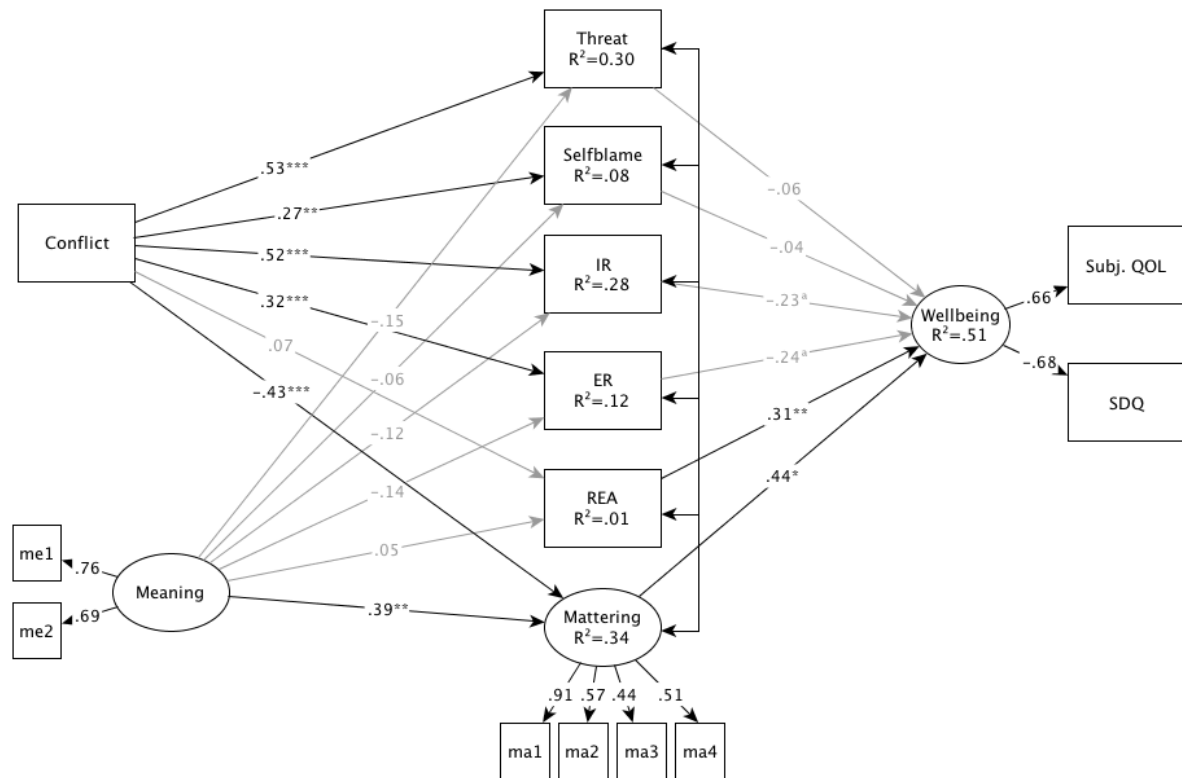 Threat
R²=0.30
Selfblame
R²=.08
IR
R²=.28
ER
R²=.12
REA
R²=.01
Mattering
R²=.34
Conflict
Meaning
me1
me2
.76
.69
.53***
.27**
.52***
.32***
.07
-.43***
-.15
-.06
-.12
-.14
.05
.39**
-.06
-.04
-.23ª
-.24ª
.31**
.44*
Wellbeing
R²=.51
.66
-.68
Subj. QOL
SDQ
.91
.57
.44
.51
ma1
ma2
ma3
ma4